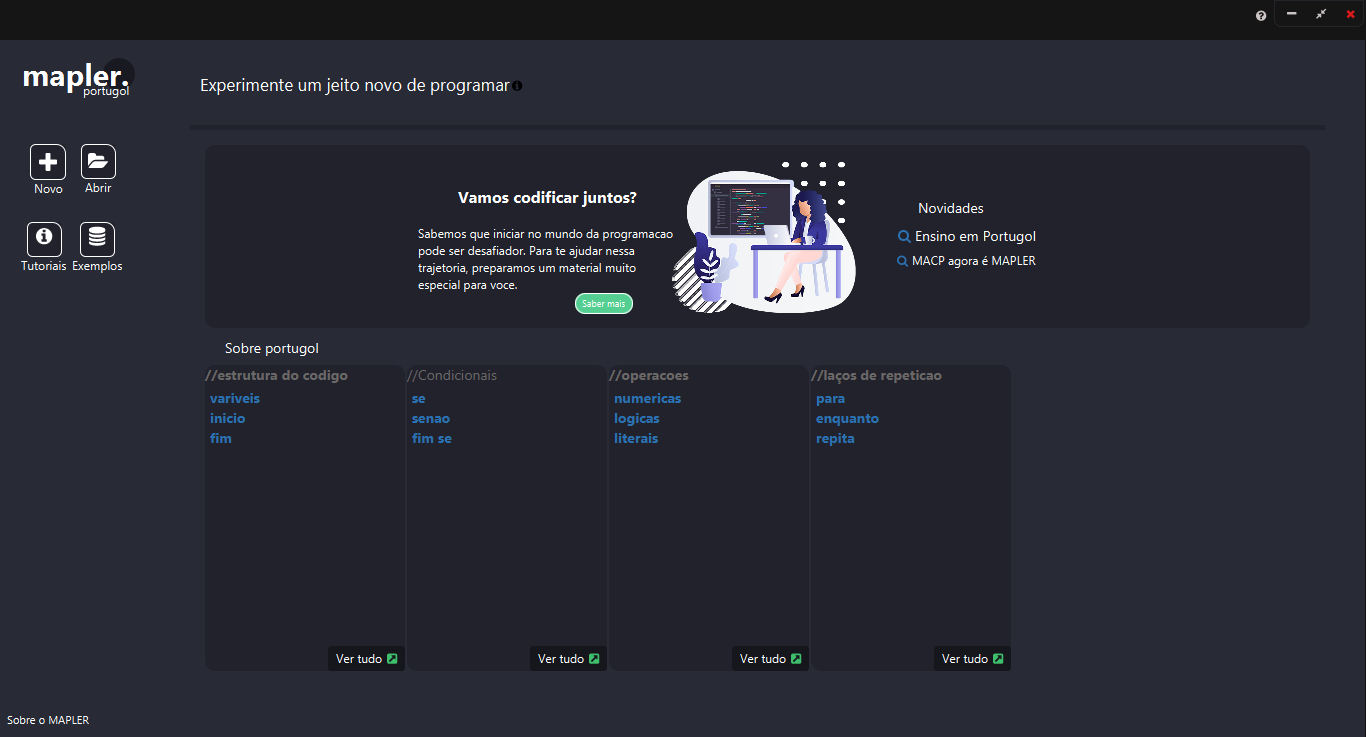 mapler.
portugol
Experimente um jeito novo de programar
Novo
Abrir
Tutoriais
Exemplos
Vamos codificar juntos?
Sabemos que iniciar no mundo da programacao
pode ser desafiador. Para te ajudar nessa
trajetoria, preparamos um material muito
especial para voce.
Saber mais
Novidades
Ensino em Portugol
MACP agora é MAPLER
Sobre portugol
//estrutura do codigo
variveis
inicio
fim
Ver tudo
//Condicionais
se
senao
fim se
Ver tudo
//operacoes
numericas
logicas
literais
Ver tudo
//laços de repeticao
para
enquanto
repita
Ver tudo
Sobre o MAPLER